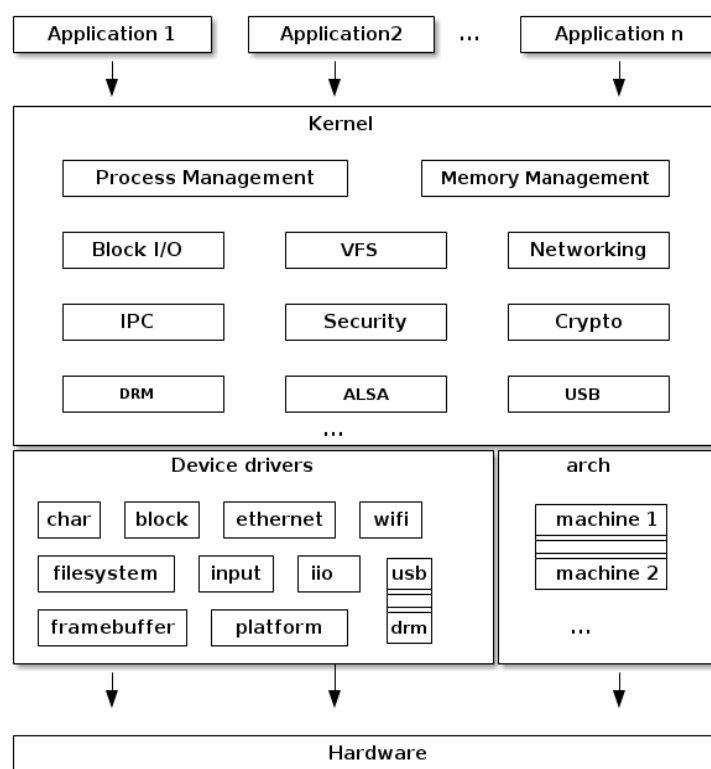 Application 1 Application2 ... Application n
Kernel
Process Management Memory Management
Block I/O VFS Networking
IPC Security Crypto
DRM ALSA USB
...
Device drivers arch
char block ethernet wifi machine 1
filesystem input iio usb machine 2
framebuffer platform drm ...
Hardware